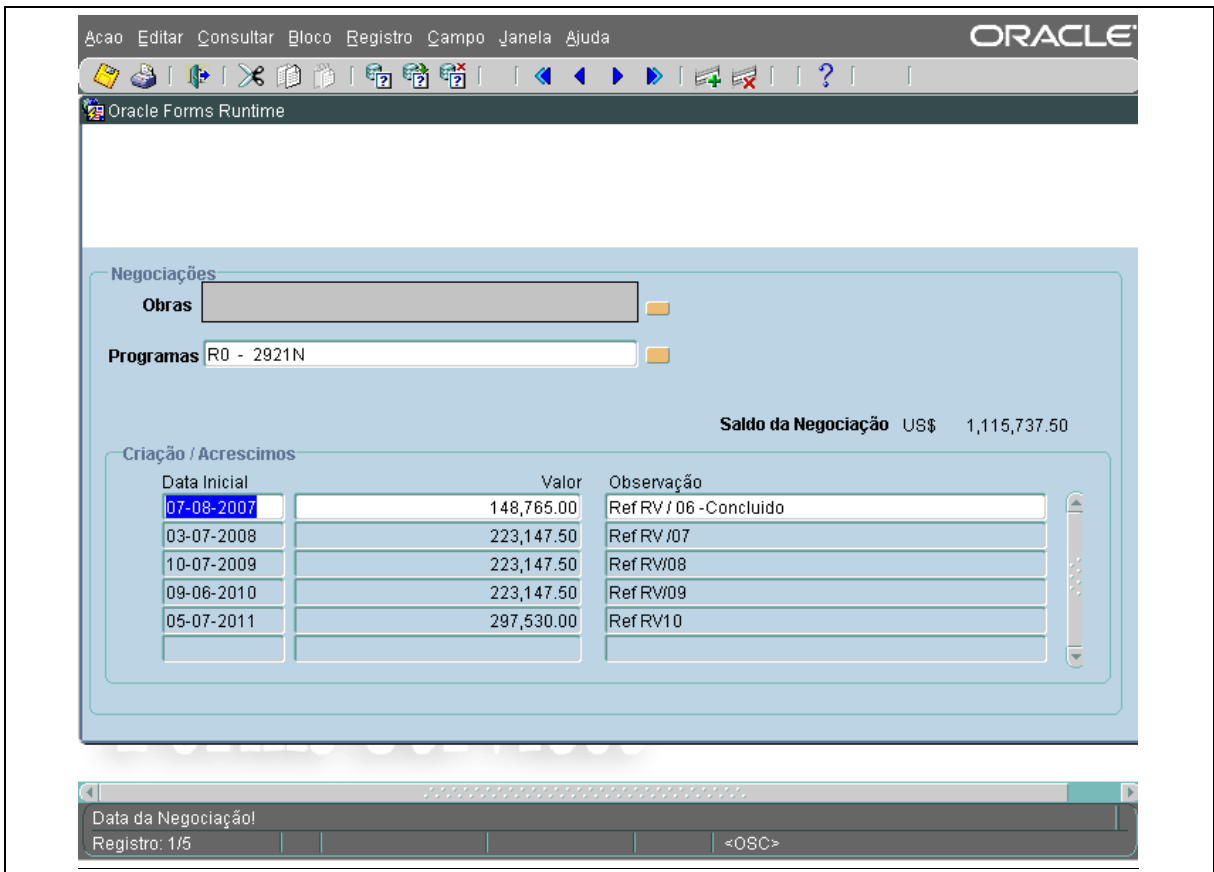 Acao Editar Consultar Bloco Registro Campo Janela Ajuda ORACLE
Oracle Forms Runtime
Negociações
Obras
Programas R0 - 2921N
Saldo da Negociação US$ 1,115,737.50
Criação / Acrescimos
Data Inicial Valor Observação
07-08-2007 148,765.00 Ref RV / 06 -Concluido
03-07-2008 223,147.50 Ref RV /07
10-07-2009 223,147.50 Ref RV/08
09-06-2010 223,147.50 Ref RV/09
05-07-2011 297,530.00 Ref RV10
Data da Negociação!
Registro: 1/5 <OSC>